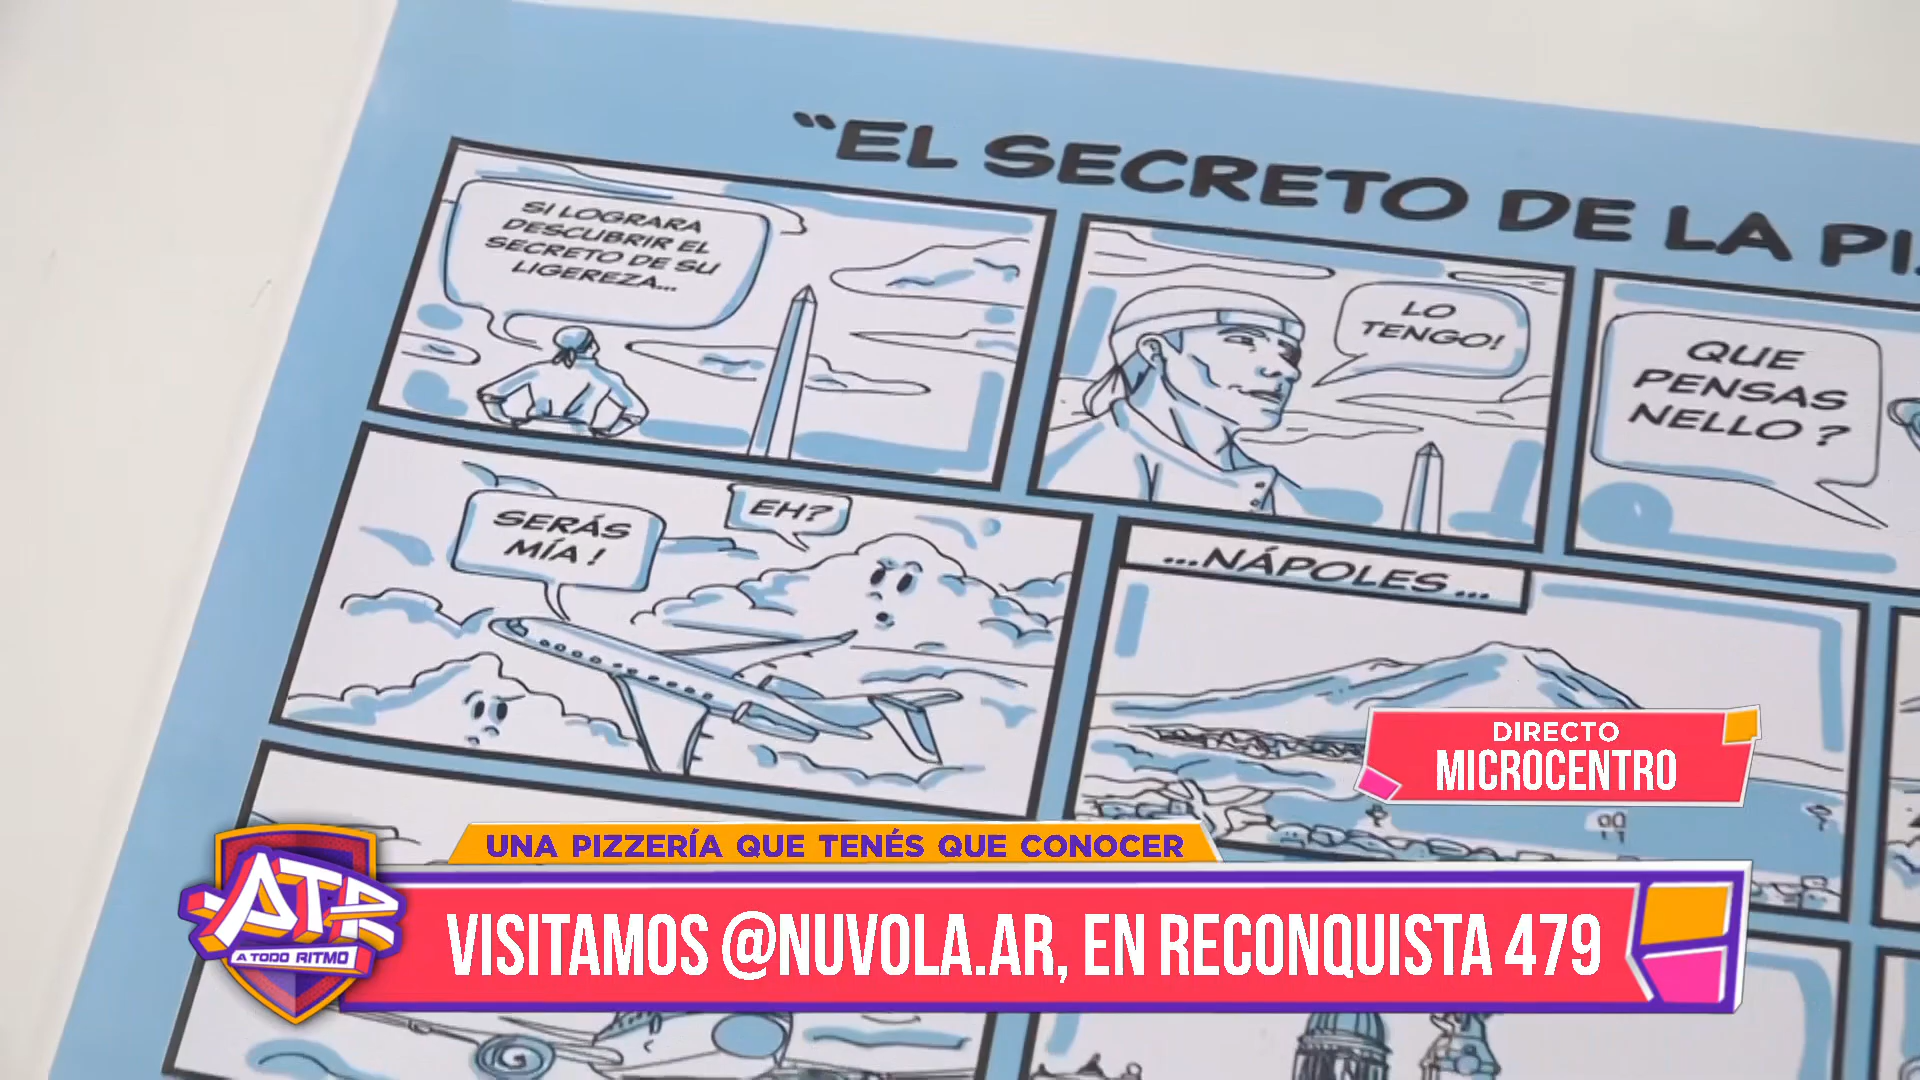 “EL SECRETO DE LA
SI LOGRARA
DESCUBRIR EL
SECRETO DE SU
LIGEREZA...
LO
TENGO!
QUE
PENSAS
NELLO ?
SERÁS
MÍA !
EH?
...NÁPOLES...
DIRECTO
MICROCENTRO
UNA PIZZERÍA QUE TENÉS QUE CONOCER
ATR
A TODO RITMO
VISITAMOS @NUVOLA.AR, EN RECONQUISTA 479